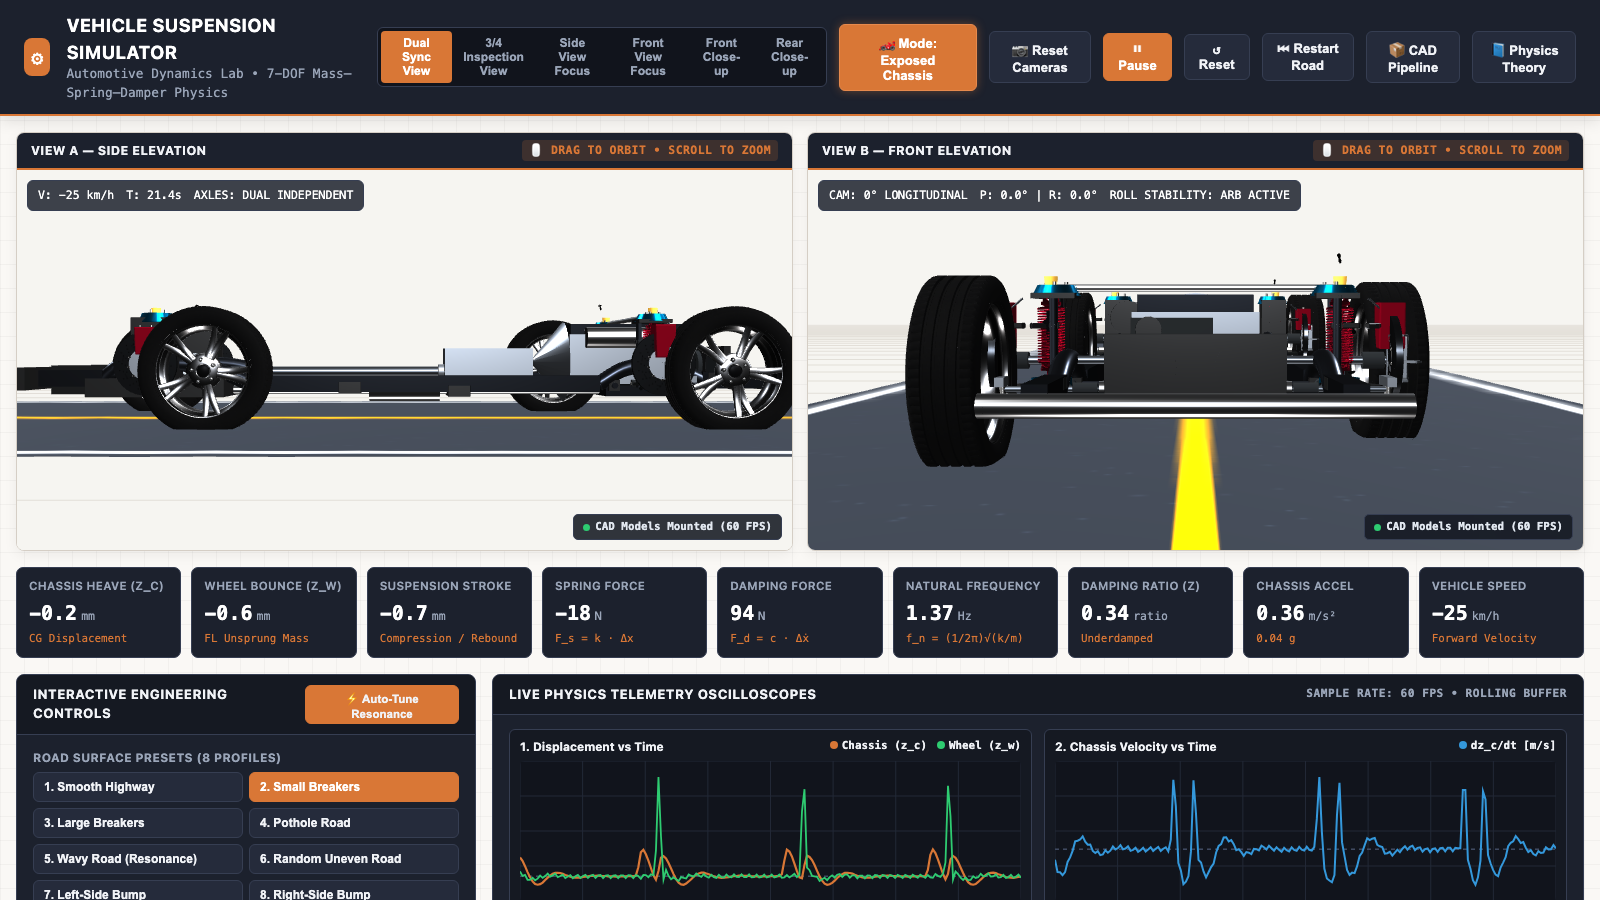 VEHICLE SUSPENSION
SIMULATOR
Automotive Dynamics Lab • 7-DOF Mass–
Spring–Damper Physics
Dual
Sync
View
3/4
Inspection
View
Side
View
Focus
Front
View
Focus
Front
Close-
up
Rear
Close-
up
Mode:
Exposed
Chassis
Reset
Cameras
Pause
Reset
Restart
Road
CAD
Pipeline
Physics
Theory
VIEW A — SIDE ELEVATION
DRAG TO ORBIT • SCROLL TO ZOOM
V: −25 km/h T: 21.4s AXLES: DUAL INDEPENDENT
CAD Models Mounted (60 FPS)
VIEW B — FRONT ELEVATION
DRAG TO ORBIT • SCROLL TO ZOOM
CAM: 0° LONGITUDINAL P: 0.0° | R: 0.0° ROLL STABILITY: ARB ACTIVE
CAD Models Mounted (60 FPS)
CHASSIS HEAVE (Z_C)
−0.2 mm
CG Displacement
WHEEL BOUNCE (Z_W)
−0.6 mm
FL Unsprung Mass
SUSPENSION STROKE
−0.7 mm
Compression / Rebound
SPRING FORCE
−18 N
F_s = k · Δx
DAMPING FORCE
94 N
F_d = c · Δẋ
NATURAL FREQUENCY
1.37 Hz
f_n = (1/2π)√(k/m)
DAMPING RATIO (Z)
0.34 ratio
Underdamped
CHASSIS ACCEL
0.36 m/s²
0.04 g
VEHICLE SPEED
−25 km/h
Forward Velocity
INTERACTIVE ENGINEERING
CONTROLS
Auto-Tune
Resonance
ROAD SURFACE PRESETS (8 PROFILES)
1. Smooth Highway
2. Small Breakers
3. Large Breakers
4. Pothole Road
5. Wavy Road (Resonance)
6. Random Uneven Road
7. Left-Side Bump
8. Right-Side Bump
LIVE PHYSICS TELEMETRY OSCILLOSCOPES
SAMPLE RATE: 60 FPS • ROLLING BUFFER
1. Displacement vs Time
Chassis (z_c)
Wheel (z_w)
2. Chassis Velocity vs Time
dz_c/dt [m/s]